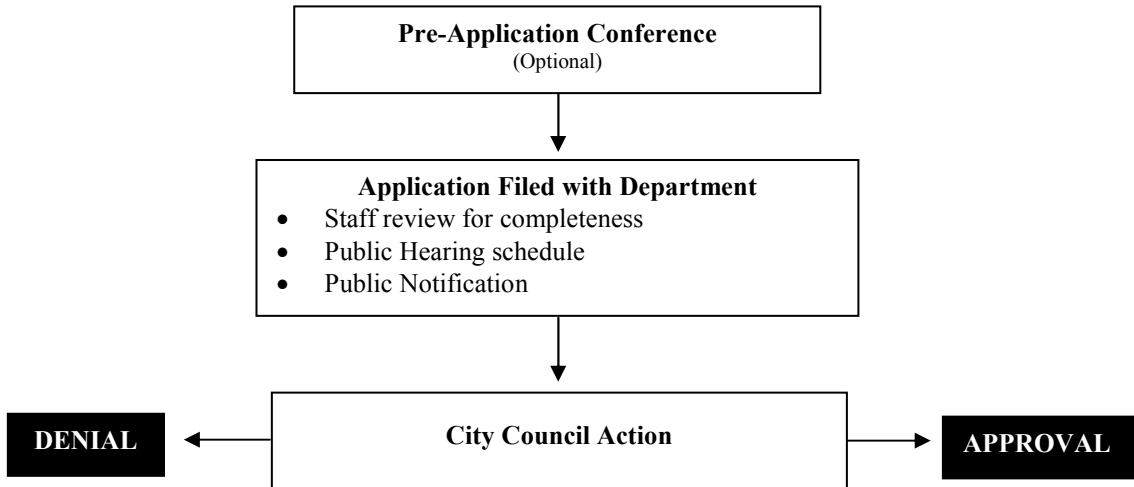 Pre-Application Conference
(Optional)
Application Filed with Department
• Staff review for completeness
• Public Hearing schedule
• Public Notification
DENIAL
City Council Action
APPROVAL